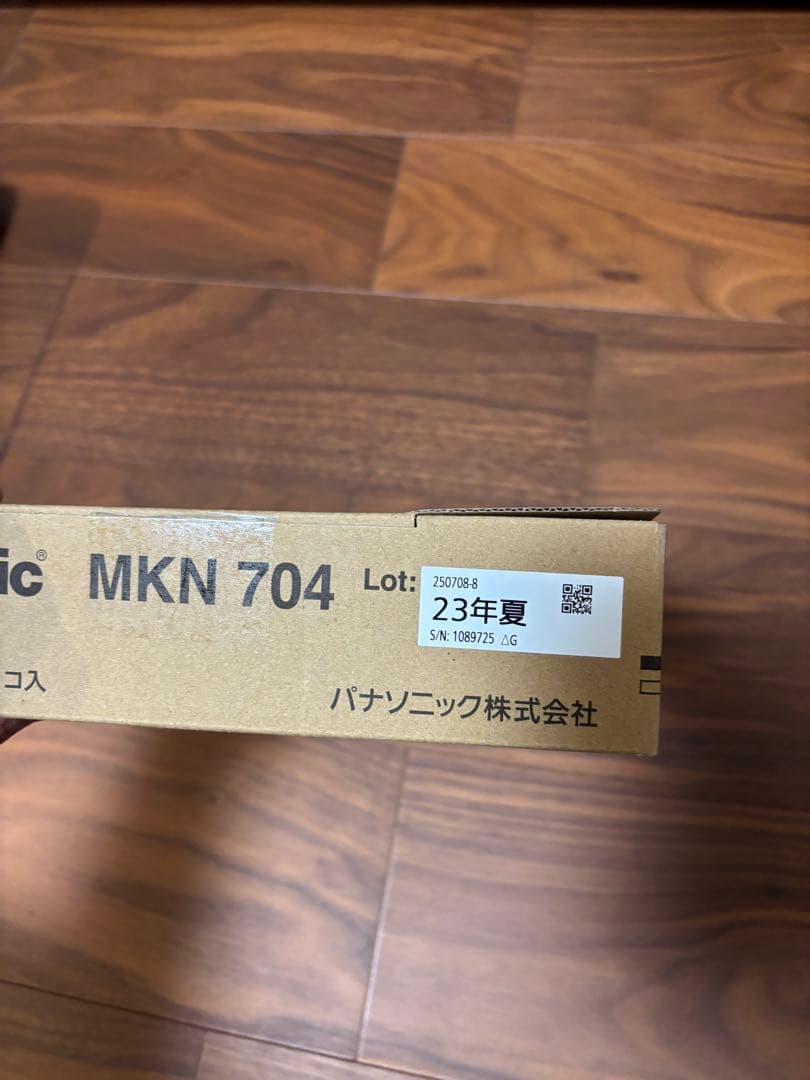 ic® MKN 704 Lot:
250708-8
23年夏
S/N: 1089725 △G
コ入
パナソニック株式会社